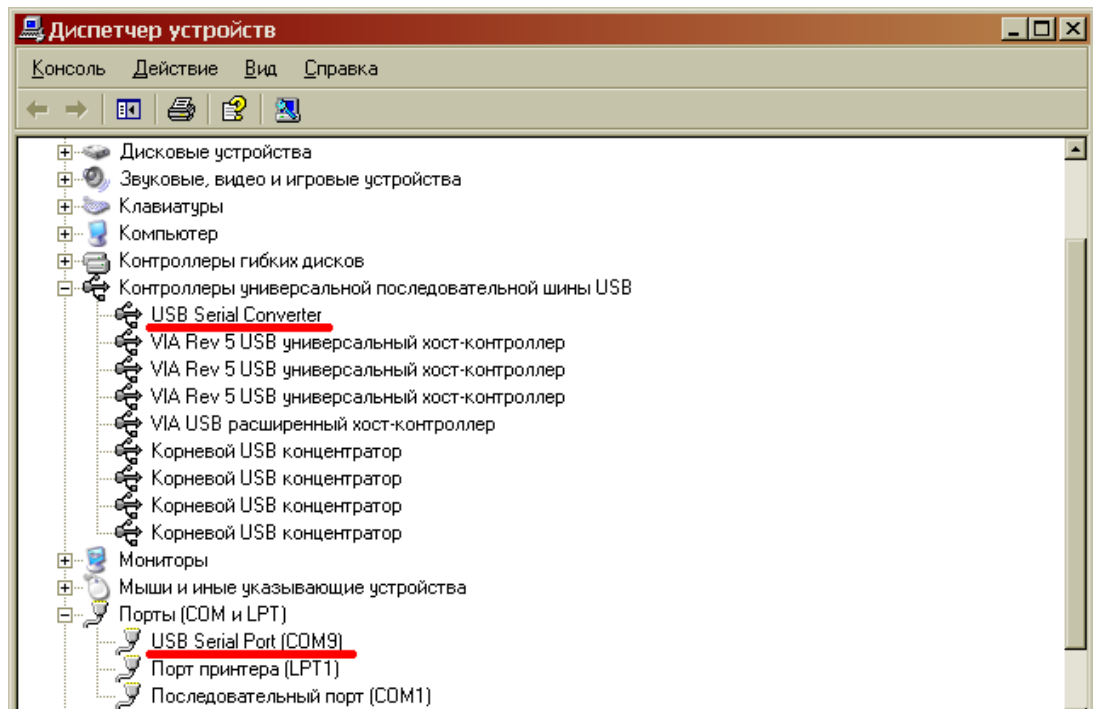 Диспетчер устройств
Консоль Действие Вид Справка
Дисковые устройства
Звуковые, видео и игровые устройства
Клавиатуры
Компьютер
Контроллеры гибких дисков
Контроллеры универсальной последовательной шины USB
USB Serial Converter
VIA Rev 5 USB универсальный хост-контроллер
VIA Rev 5 USB универсальный хост-контроллер
VIA Rev 5 USB универсальный хост-контроллер
VIA USB расширенный хост-контроллер
Корневой USB концентратор
Корневой USB концентратор
Корневой USB концентратор
Корневой USB концентратор
Мониторы
Мыши и иные указывающие устройства
Порты (COM и LPT)
USB Serial Port (COM9)
Порт принтера (LPT1)
Последовательный порт (COM1)